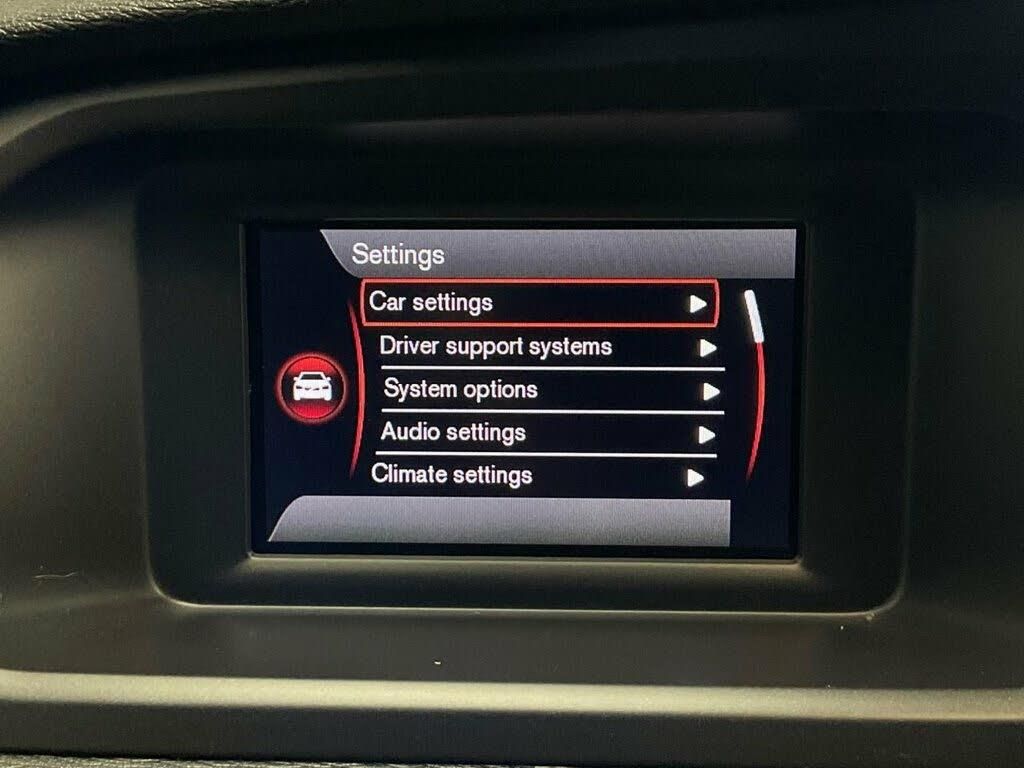 Settings
Car settings
Driver support systems
System options
Audio settings
Climate settings